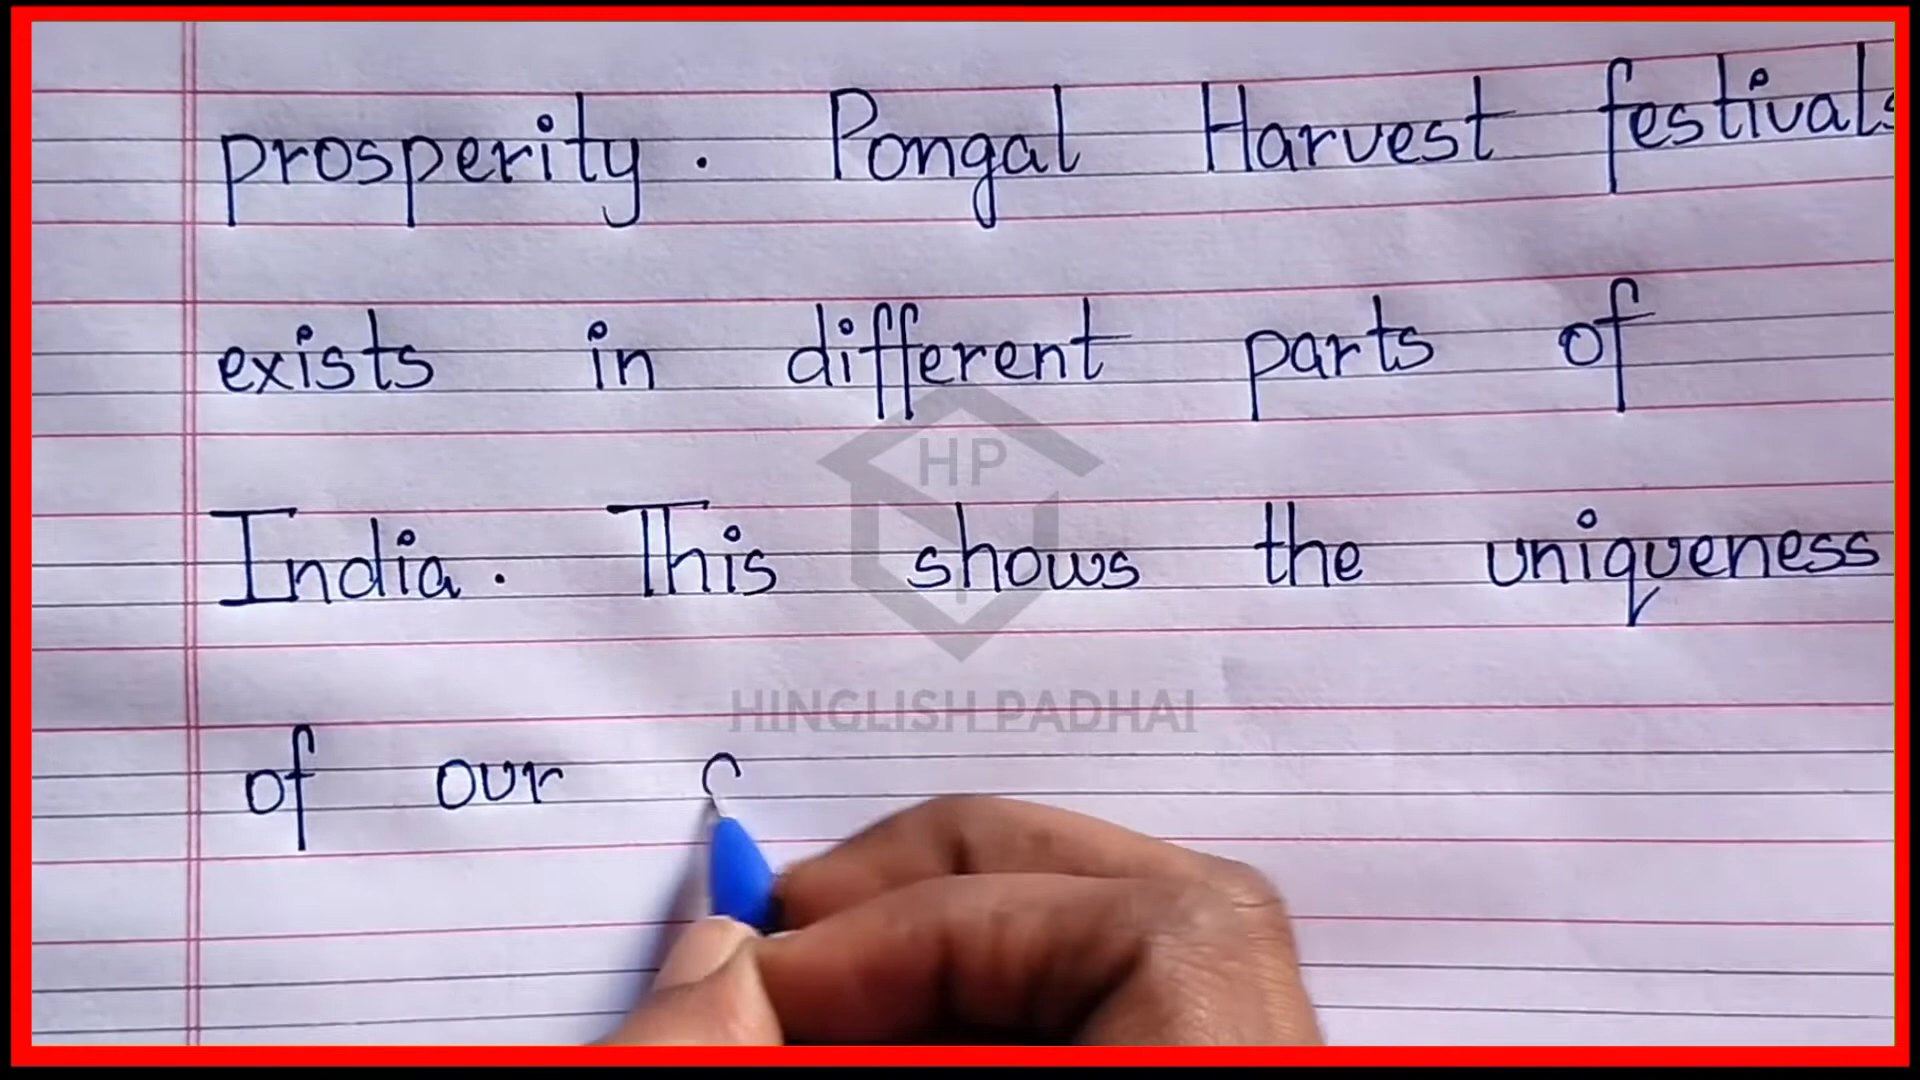 prosperity. Pongal Harvest festivals
exists in different parts of
India. This shows the uniqueness
of our
HP
HINGLISH PADHAI